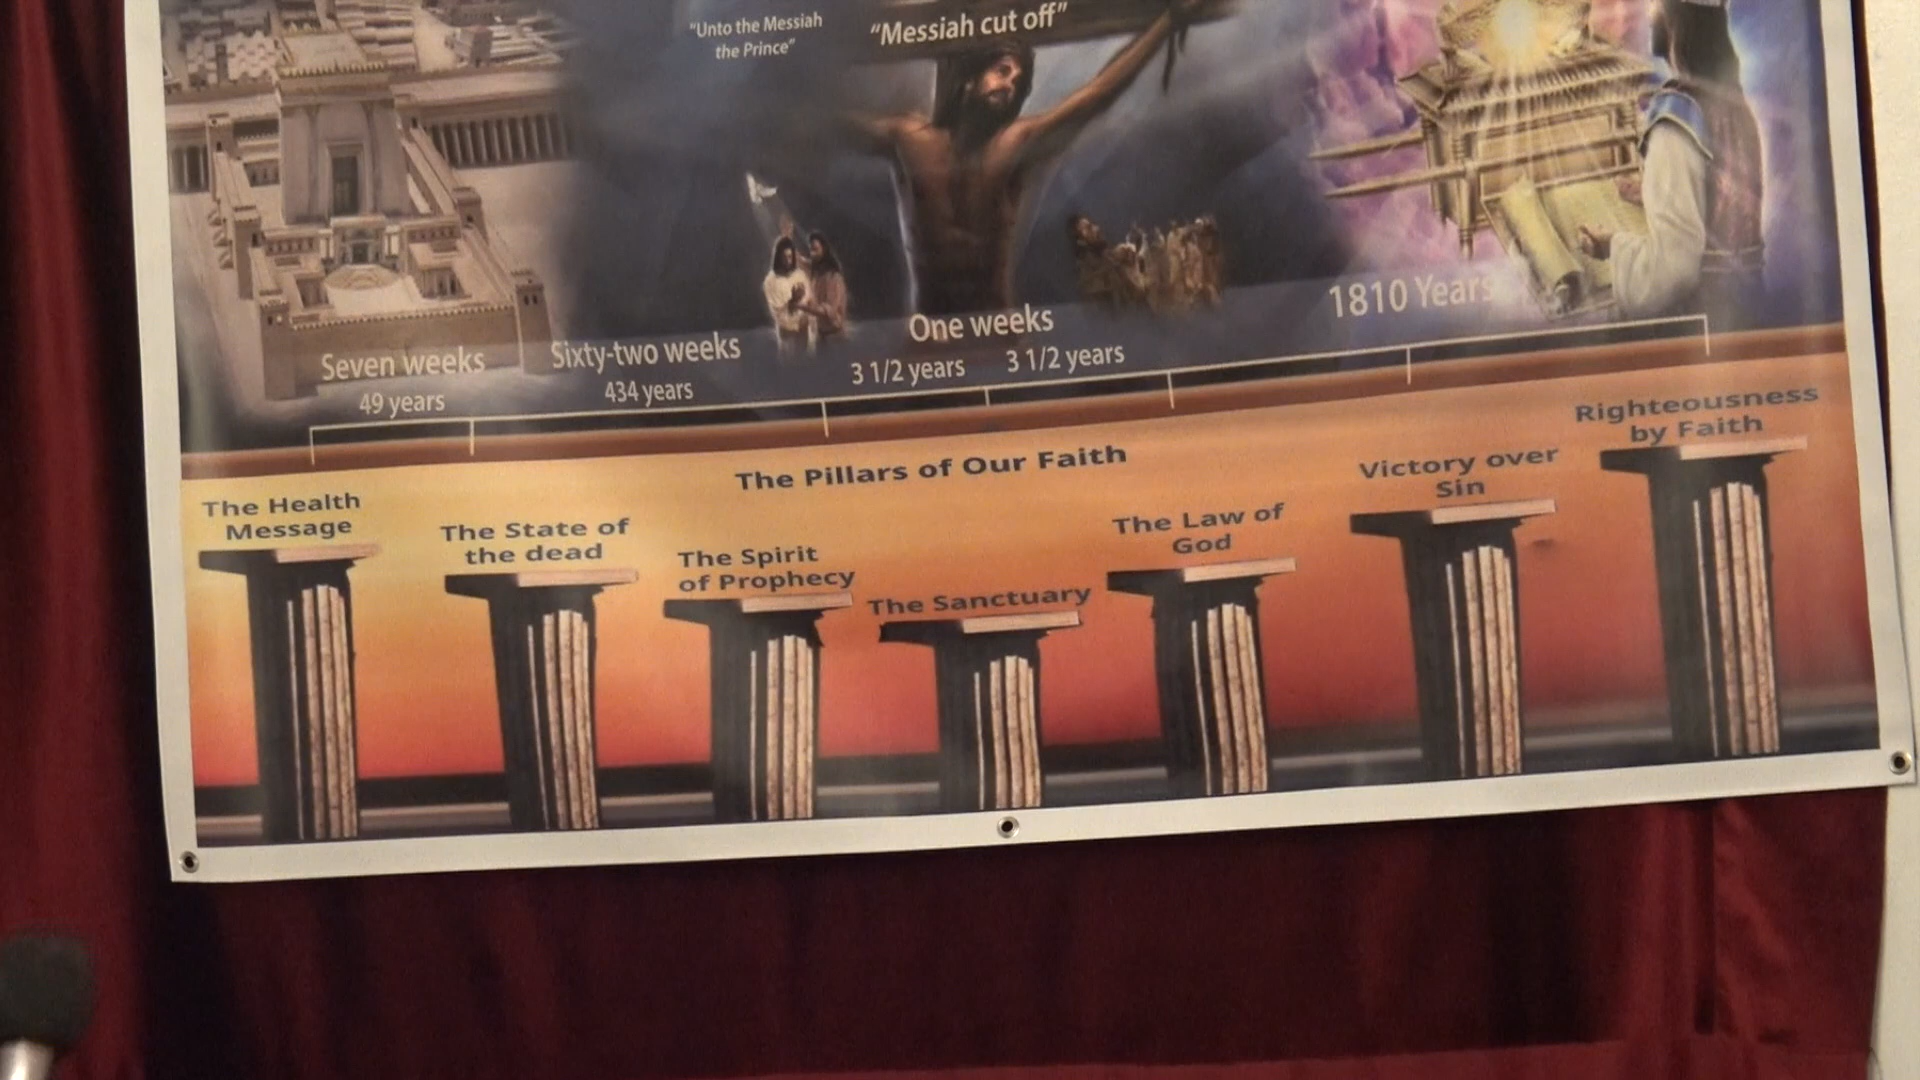 "Unto the Messiah
the Prince"
"Messiah cut off"
Seven weeks
49 years
Sixty-two weeks
434 years
One weeks
3 1/2 years
3 1/2 years
1810 Years
The Pillars of Our Faith
The Health
Message
The State of
the dead
The Spirit
of Prophecy
The Sanctuary
The Law of
God
Victory over
Sin
Righteousness
by Faith